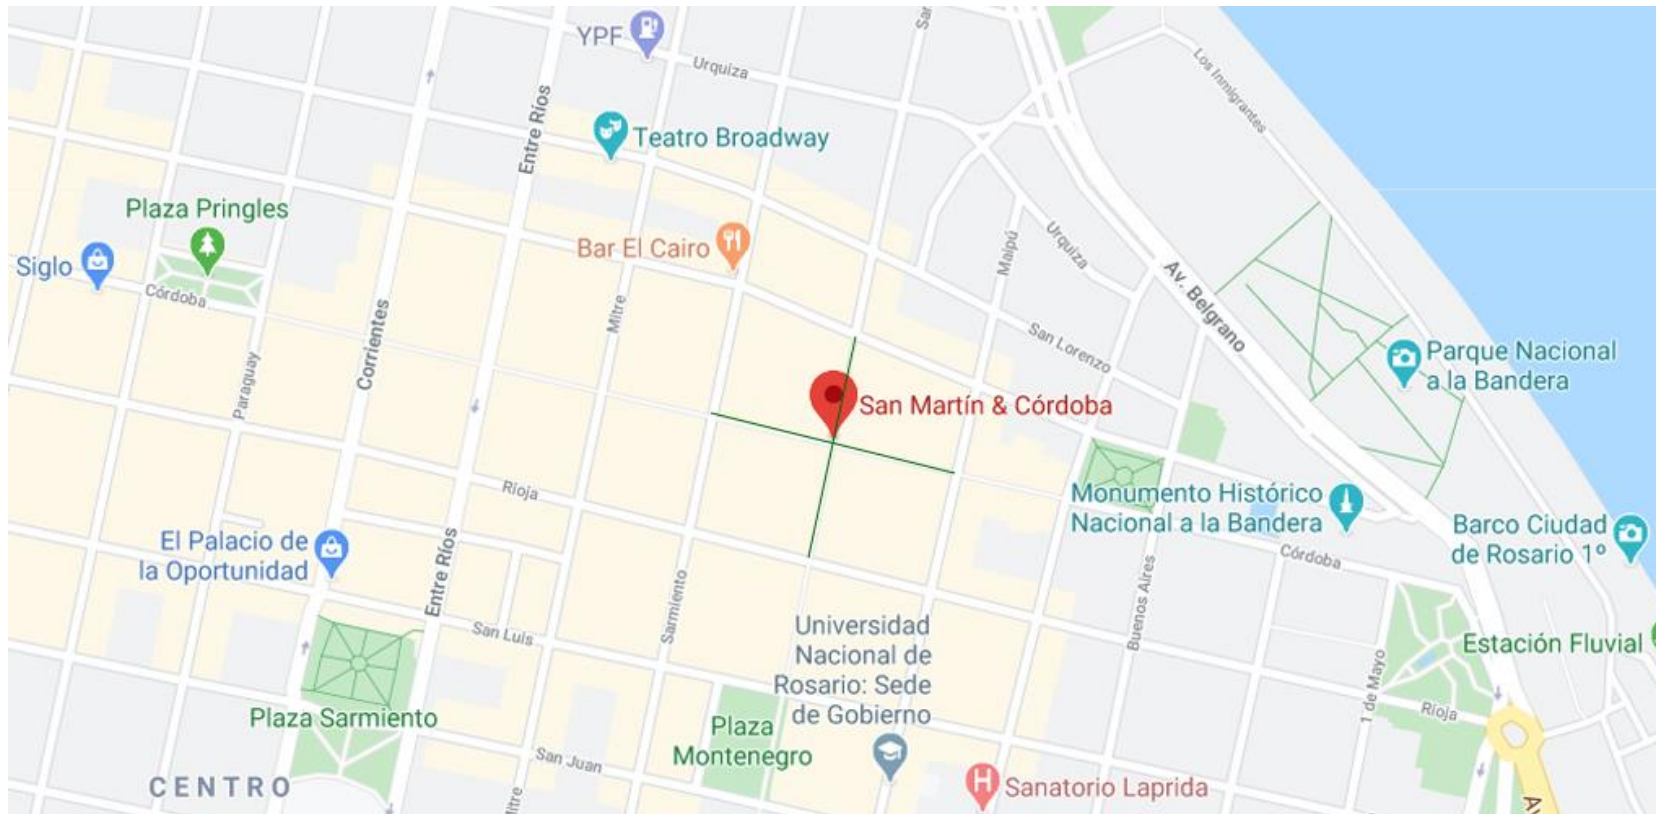 YPF
Urquiza
San
Los Inmigrantes
Entre Ríos
Teatro Broadway
Plaza Pringles
Siglo
Córdoba
Bar El Cairo
Maipú
Urquiza
Av. Belgrano
Mitre
Corrientes
Paraguay
San Lorenzo
Parque Nacional
a la Bandera
San Martín & Córdoba
Rioja
Monumento Histórico
Nacional a la Bandera
Barco Ciudad
de Rosario 1º
El Palacio de
la Oportunidad
Entre Ríos
Córdoba
Sarmiento
Buenos Aires
San Luis
Universidad
Nacional de
Rosario: Sede
de Gobierno
Estación Fluvial
1 de Mayo
Plaza Sarmiento
Plaza
Montenegro
Rioja
San Juan
CENTRO
Mitre
H
Sanatorio Laprida